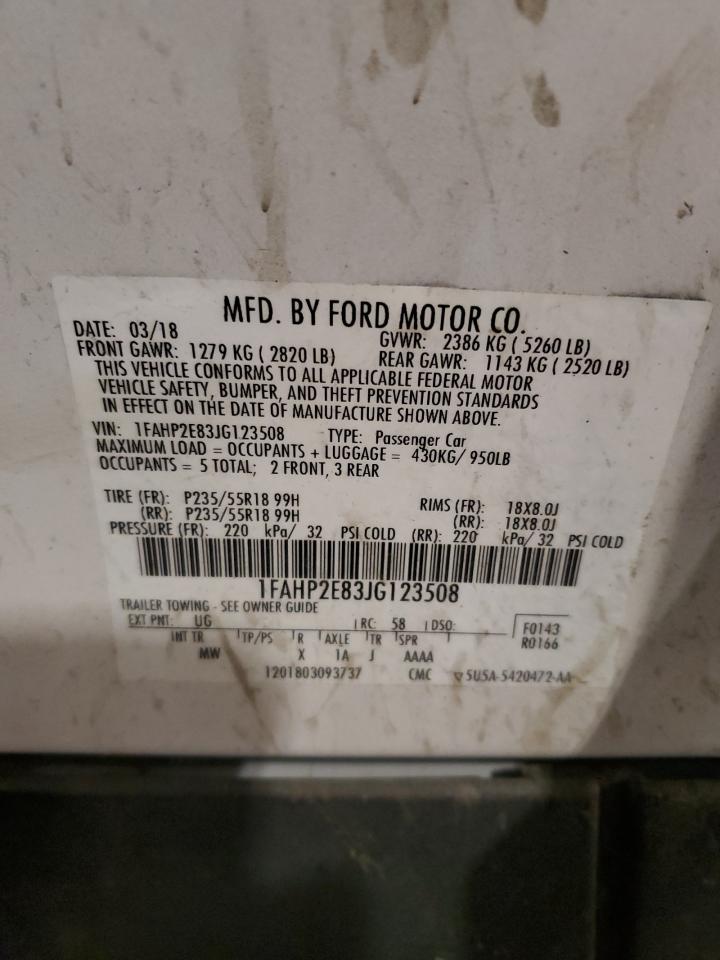 MFD. BY FORD MOTOR CO.
DATE: 03/18 GVWR: 2386 KG ( 5260 LB)
FRONT GAWR: 1279 KG ( 2820 LB) REAR GAWR: 1143 KG ( 2520 LB)
THIS VEHICLE CONFORMS TO ALL APPLICABLE FEDERAL MOTOR
VEHICLE SAFETY, BUMPER, AND THEFT PREVENTION STANDARDS
IN EFFECT ON THE DATE OF MANUFACTURE SHOWN ABOVE.
VIN: 1FAHP2E83JG123508 TYPE: Passenger Car
MAXIMUM LOAD = OCCUPANTS + LUGGAGE = 430KG/ 950LB
OCCUPANTS = 5 TOTAL; 2 FRONT, 3 REAR
TIRE (FR): P235/55R18 99H RIMS (FR): 18X8.0J
(RR): P235/55R18 99H (RR): 18X8.0J
PRESSURE (FR): 220 kPa/ 32 PSI COLD (RR): 220 kPa/ 32 PSI COLD
1FAHP2E83JG123508
TRAILER TOWING - SEE OWNER GUIDE
EXT PNT: UG RC: 58 DSO: F0143
INT TR TP/PS R AXLE TR SPR R0166
MW X 1A J AAAA
1201803093737 CMC 5U5A-5420472-AA